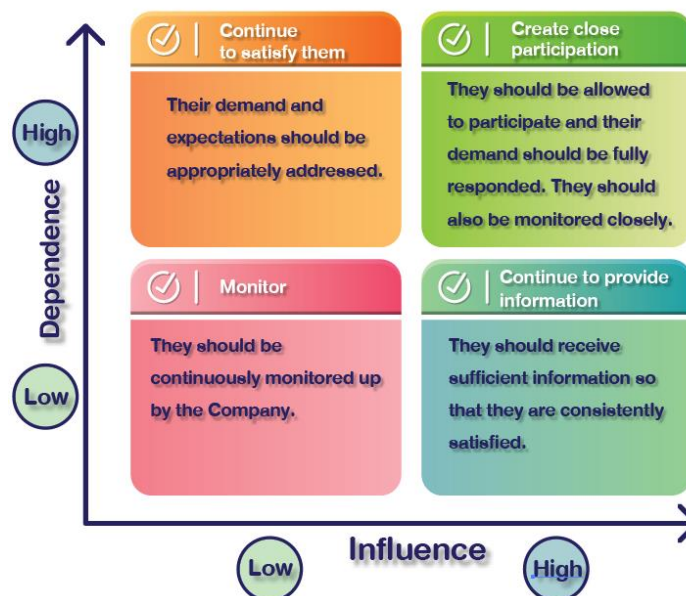 Continue
to satisfy them
Their demand and
expectations should be
appropriately addressed.
Create close
participation
They should be allowed
to participate and their
demand should be fully
responded. They should
also be monitored closely.
High
Dependence
Low
Monitor
They should be
continuously monitored up
by the Company.
Continue to provide
information
They should receive
sufficient information so
that they are consistently
satisfied.
Low
Influence
High